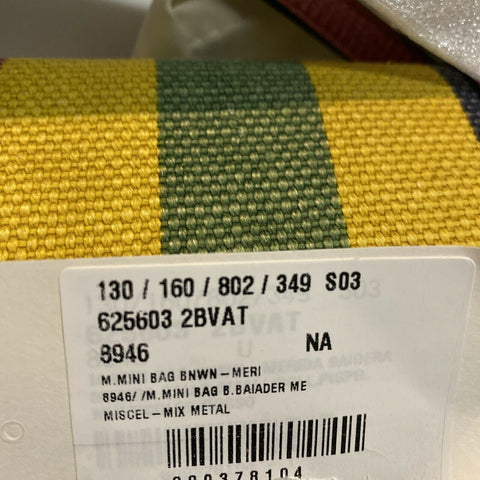 130 / 160 / 802 / 349 S03
625603 2BVAT
8946 NA
M.MINI BAG BNWN-MERI
8946/ /M.MINI BAG B.BAIADER ME
MISCEL-MIX METAL
000378104